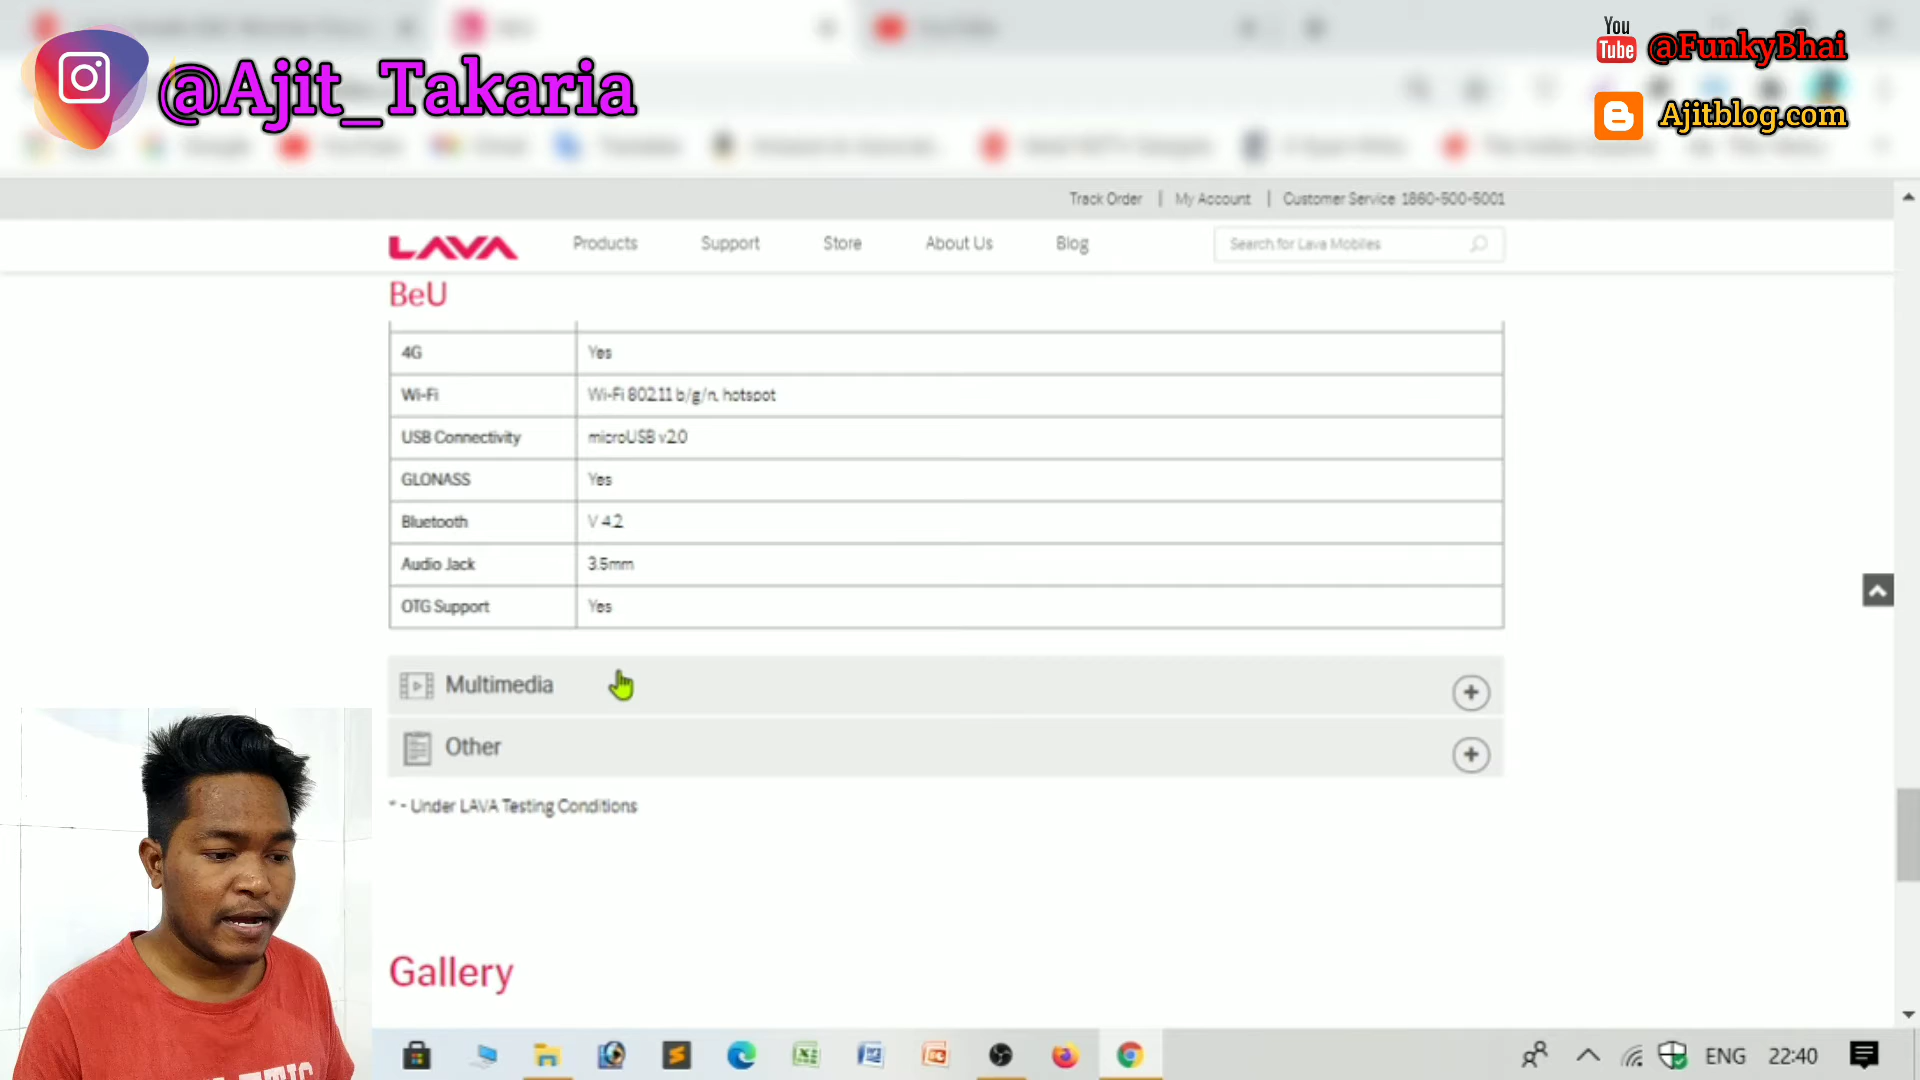 @Ajit_Takaria
You
Tube
@FunkyBhai
Ajitblog.com
Track Order | My Account | Customer Service 1860-500-5001
LAVA
Products
Support
Store
About Us
Blog
Search for Lava Mobiles
BeU
4G Yes
Wi-Fi Wi-Fi 802.11 b/g/n, hotspot
USB Connectivity microUSB v2.0
GLONASS Yes
Bluetooth V 4.2
Audio Jack 3.5mm
OTG Support Yes
Multimedia
Other
* - Under LAVA Testing Conditions
Gallery
ENG
22:40